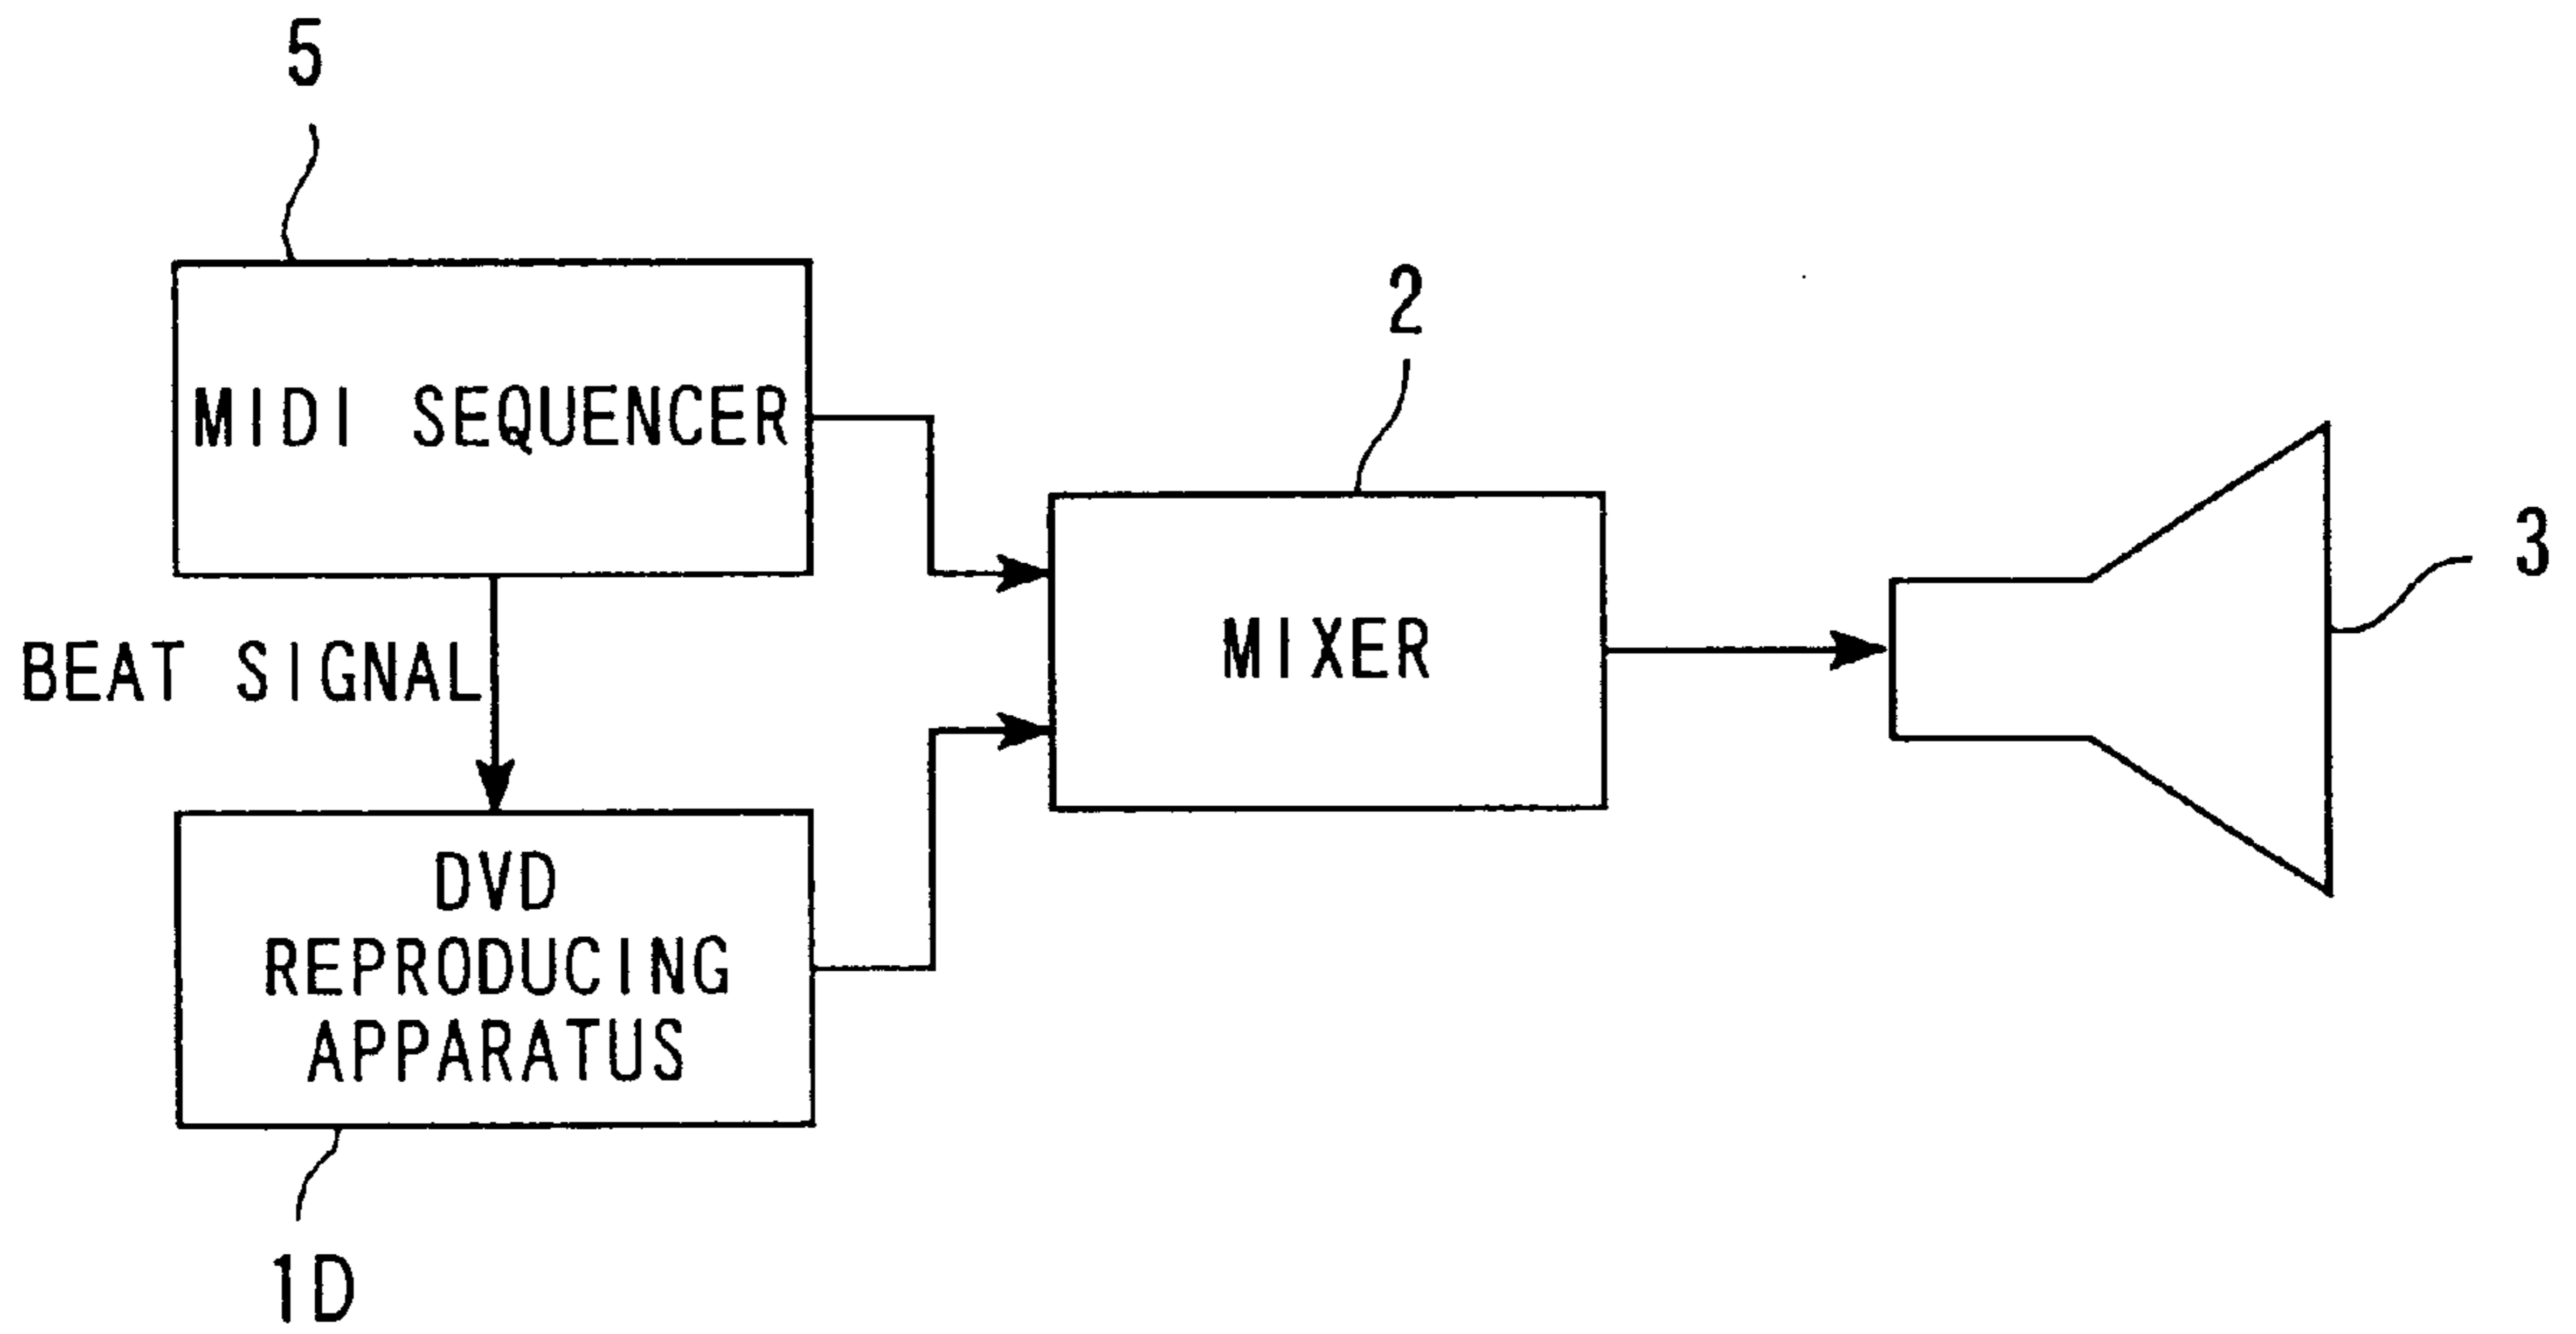 5
MIDI SEQUENCER
2
3
BEAT SIGNAL
MIXER
DVD
REPRODUCING
APPARATUS
1D